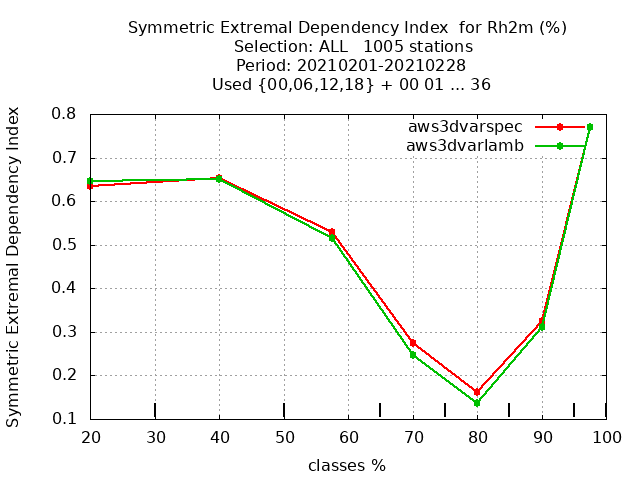 Symmetric Extremal Dependency Index  for Rh2m (%)
Selection: ALL   1005 stations
Period: 20210201-20210228
Used {00,06,12,18} + 00 01 ... 36
Symmetric Extremal Dependency Index
0.8
0.7
0.6
0.5
0.4
0.3
0.2
0.1
aws3dvarspec
aws3dvarlamb
20 30 40 50 60 70 80 90 100
classes %